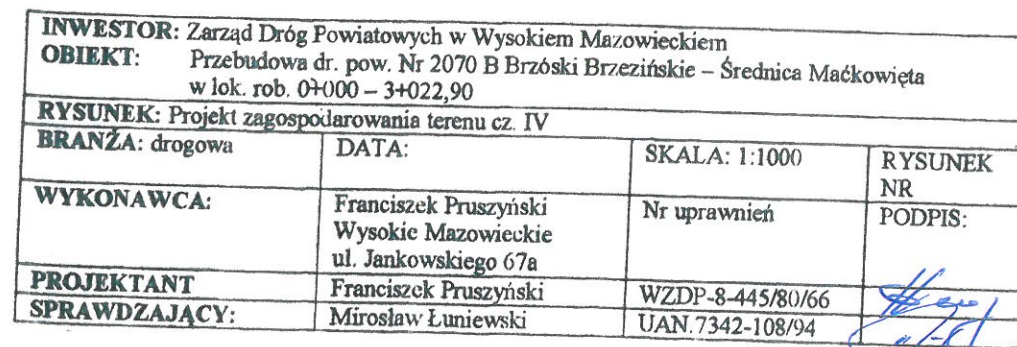 INWESTOR: Zarząd Dróg Powiatowych w Wysokiem Mazowieckiem
OBIEKT: Przebudowa dr. pow. Nr 2070 B Brzóski Brzezińskie – Średnica Maćkowięta
w lok. rob. 0+000 – 3+022,90
RYSUNEK: Projekt zagospodarowania terenu cz. IV
BRANŻA: drogowa DATA: SKALA: 1:1000 RYSUNEK
NR
WYKONAWCA: Franciszek Pruszyński Nr uprawnień PODPIS:
Wysokie Mazowieckie
ul. Jankowskiego 67a
PROJEKTANT Franciszek Pruszyński WZDP-8-445/80/66
SPRAWDZAJĄCY: Mirosław Łuniewski UAN.7342-108/94